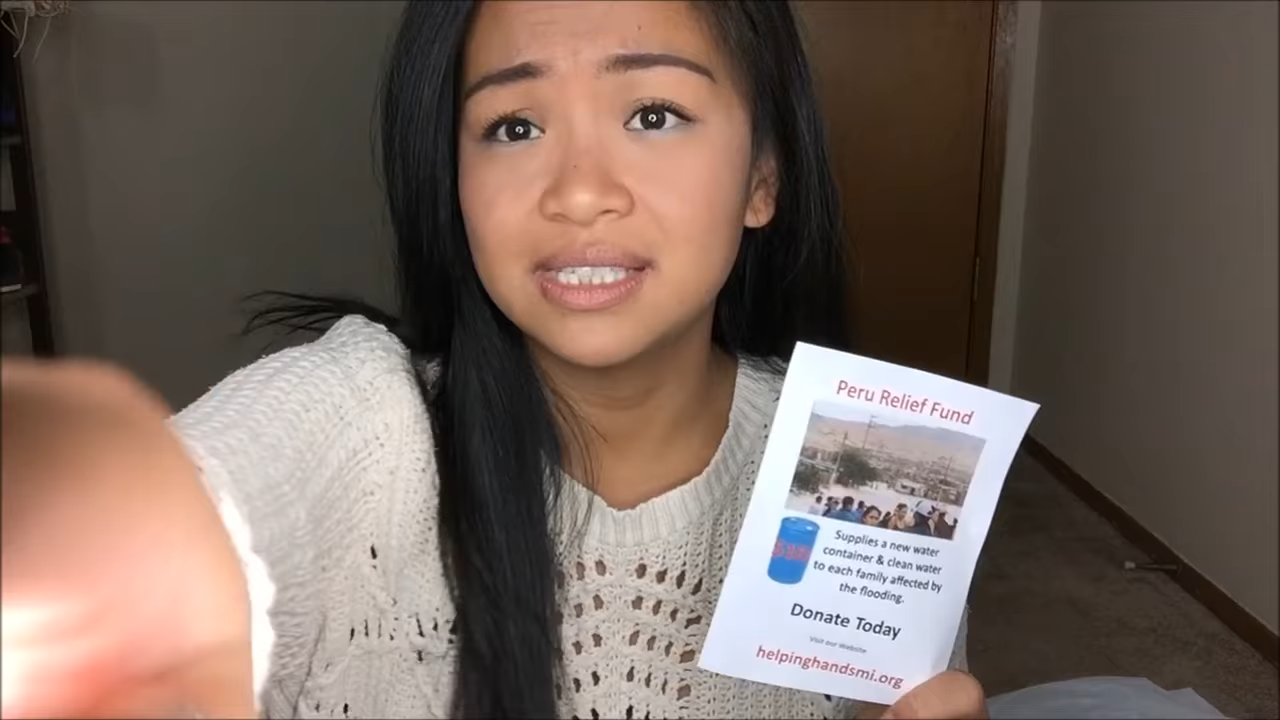 Peru Relief Fund
Supplies a new water
container & clean water
to each family affected by
the flooding.
Donate Today
Visit our Website
helpinghandsmi.org